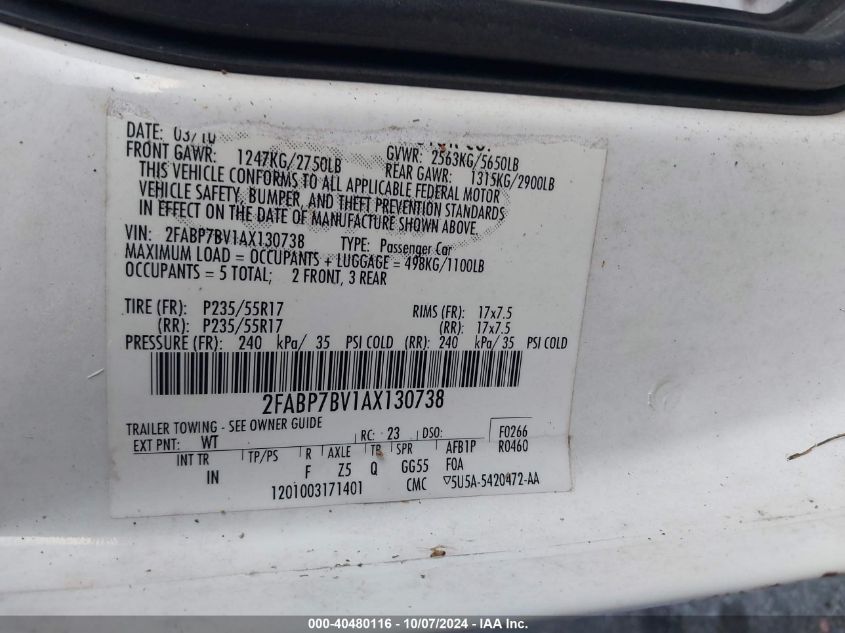 DATE: 03/10
FRONT GAWR: 1247KG/2750LB
GVWR: 2563KG/5650LB
REAR GAWR: 1315KG/2900LB
THIS VEHICLE CONFORMS TO ALL APPLICABLE FEDERAL MOTOR
VEHICLE SAFETY, BUMPER, AND THEFT PREVENTION STANDARDS
IN EFFECT ON THE DATE OF MANUFACTURE SHOWN ABOVE.
VIN: 2FABP7BV1AX130738 TYPE: Passenger Car
MAXIMUM LOAD = OCCUPANTS + LUGGAGE = 498KG/1100LB
OCCUPANTS = 5 TOTAL; 2 FRONT, 3 REAR
TIRE (FR): P235/55R17 RIMS (FR): 17x7.5
(RR): P235/55R17 (RR): 17x7.5
PRESSURE (FR): 240 kPa/ 35 PSI COLD (RR): 240 kPa/ 35 PSI COLD
2FABP7BV1AX130738
TRAILER TOWING - SEE OWNER GUIDE
EXT PNT: WT RC: 23 DSO: F0266
R0460
INT TR TP/PS R AXLE TR SPR AFB1P
IN F Z5 Q GG55 F0A
1201003171401 CMC ▽5U5A-5420472-AA
000-40480116 - 10/07/2024 - IAA Inc.